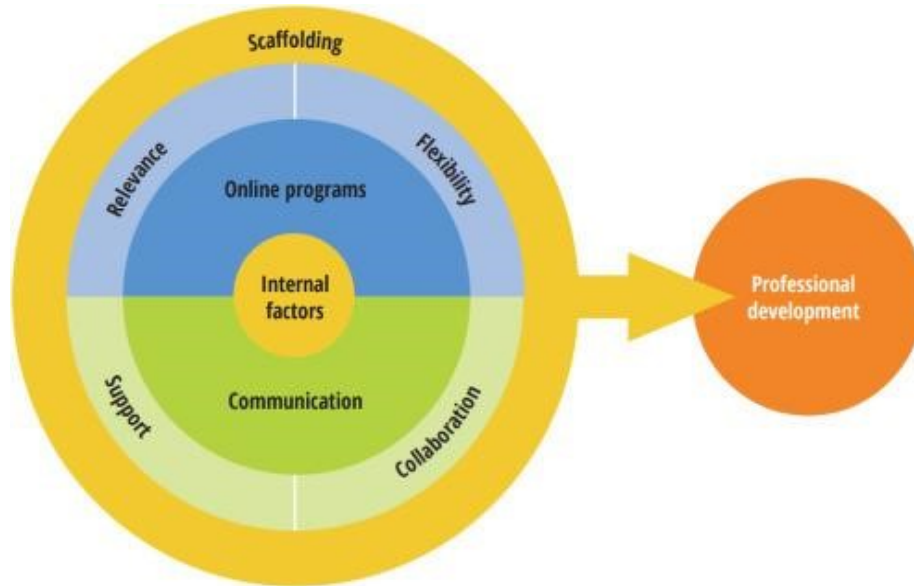 Scaffolding
Relevance
Flexibility
Online programs
Internal
factors
Professional
development
Support
Communication
Collaboration